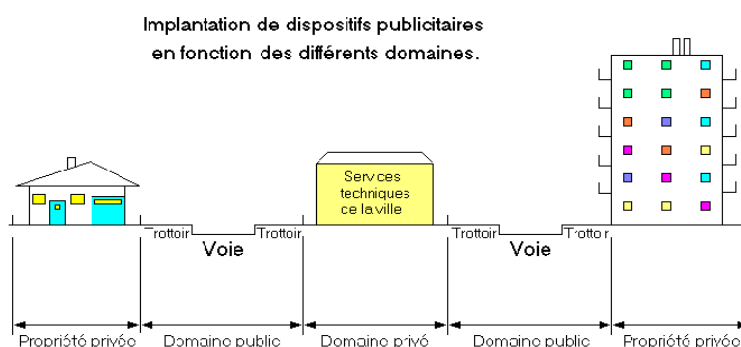 Implantation de dispositifs publicitaires
en fonction des différents domaines.
Services
techniques
de la ville
Trottoir Trottoir Trottoir Trottoir
Voie Voie
Propriété privée Domaine public Domaine privé Domaine public Propriété privée